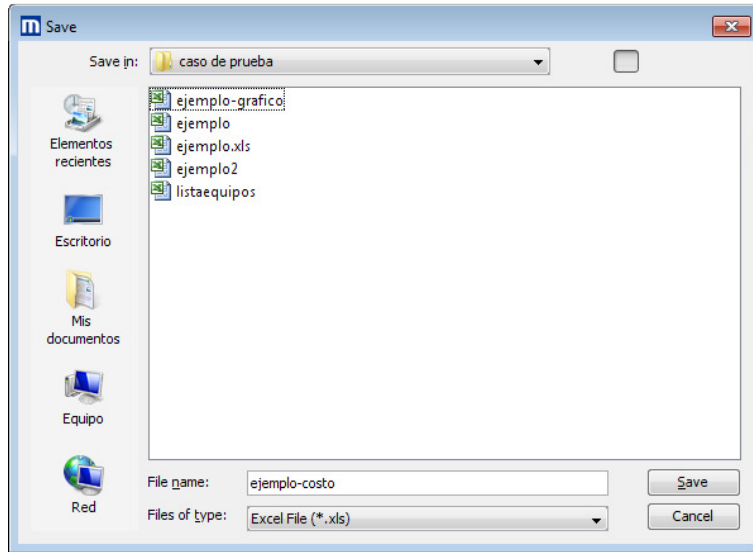 m Save
Save in: caso de prueba
ejemplo-grafico
ejemplo
ejemplo.xls
ejemplo2
listaequipos
Elementos
recientes
Escritorio
Mis
documentos
Equipo
Red
File name: ejemplo-costo Save
Files of type: Excel File (*.xls) Cancel